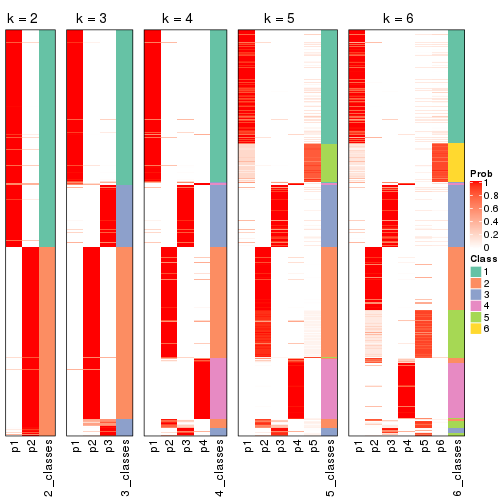 k = 2
k = 3
k = 4
k = 5
k = 6
Prob
1
0.8
0.6
0.4
0.2
0
Class
1
2
3
4
5
6
p1
p2
2_classes
p1
p2
p3
3_classes
p1
p2
p3
p4
4_classes
p1
p2
p3
p4
p5
5_classes
p1
p2
p3
p4
p5
p6
6_classes